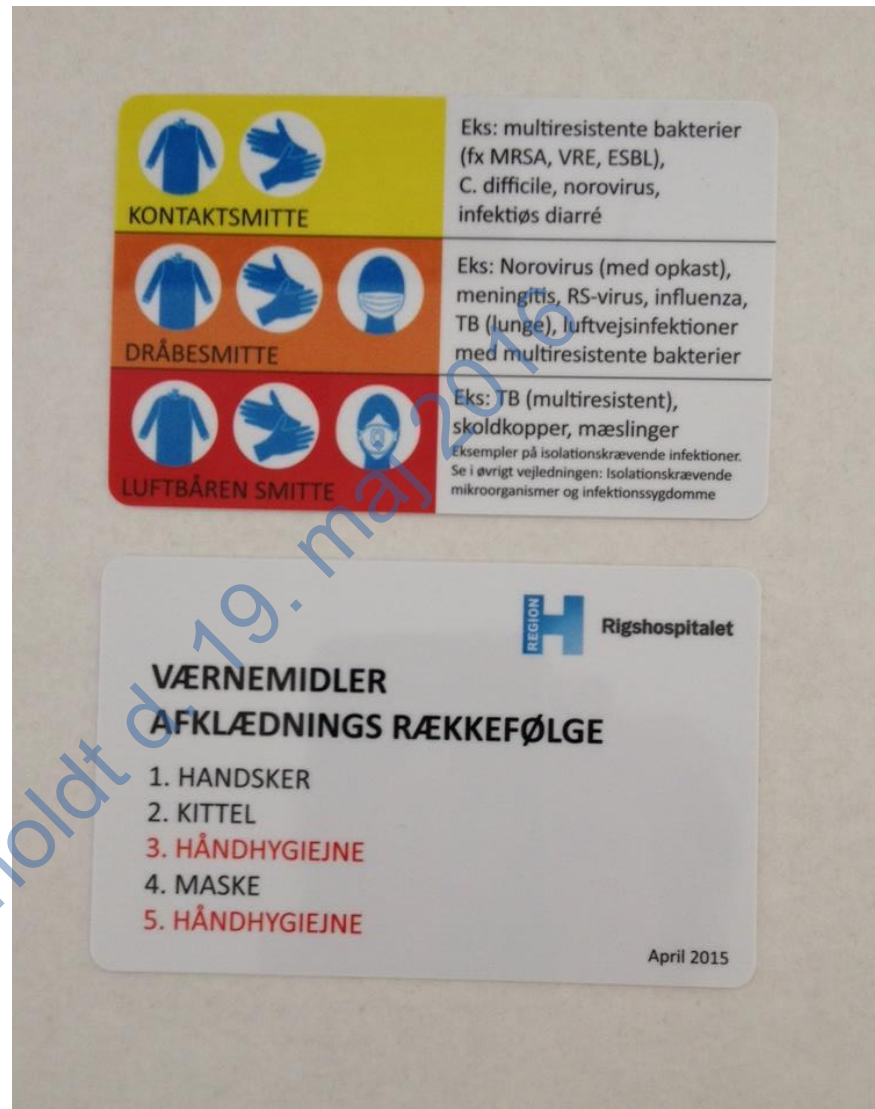 KONTAKTSMITTE
Eks: multiresistente bakterier
(fx MRSA, VRE, ESBL),
C. difficile, norovirus,
infektiøs diarré
DRÅBESMITTE
Eks: Norovirus (med opkast),
meningitis, RS-virus, influenza,
TB (lunge), luftvejsinfektioner
med multiresistente bakterier
LUFTBÅREN SMITTE
Eks: TB (multiresistent),
skoldkopper, mæslinger
Eksempler på isolationskrævende infektioner.
Se i øvrigt vejledningen: Isolationskrævende
mikroorganismer og infektionssygdomme
REGION H
Rigshospitalet
VÆRNEMIDLER
AFKLÆDNINGS RÆKKEFØLGE
1. HANDSKER
2. KITTEL
3. HÅNDHYGIEJNE
4. MASKE
5. HÅNDHYGIEJNE
April 2015
d. 19. maj 2016